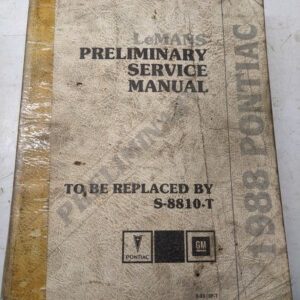 LeMANS
PRELIMINARY
SERVICE
MANUAL
PRELIMINARY
TO BE REPLACED BY
S-8810-T
1988 PONTIAC
PONTIAC
GM